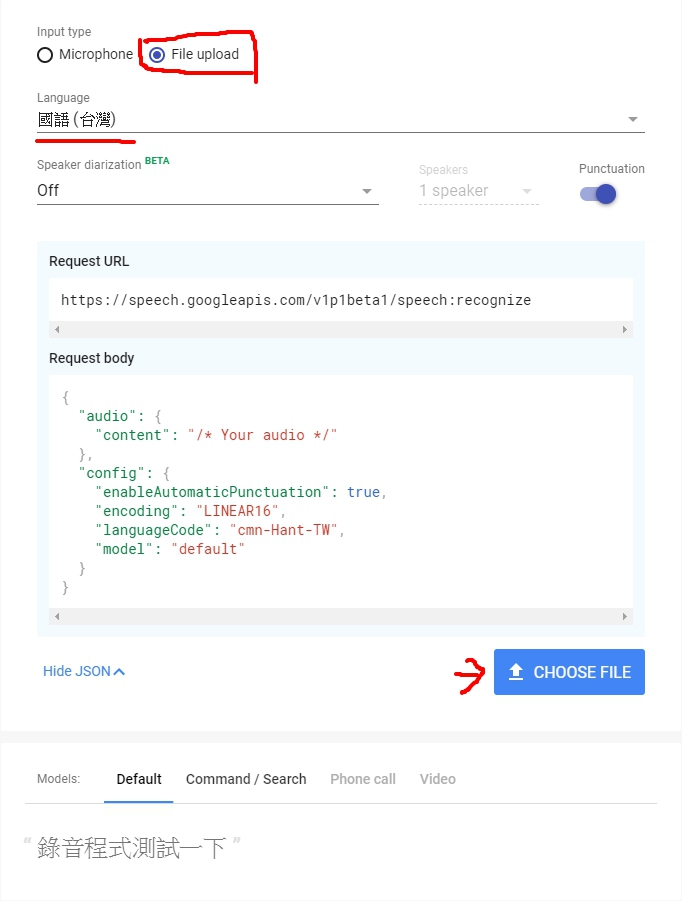 Input type
Microphone File upload
Language
國語 (台灣)
Speaker diarization BETA Speakers Punctuation
Off 1 speaker
Request URL
https://speech.googleapis.com/v1p1beta1/speech:recognize
Request body
{
"audio": {
"content": "/* Your audio */"
},
"config": {
"enableAutomaticPunctuation": true,
"encoding": "LINEAR16",
"languageCode": "cmn-Hant-TW",
"model": "default"
}
}
Hide JSON CHOOSE FILE
Models: Default Command / Search Phone call Video
“ 錄音程式測試一下 ”